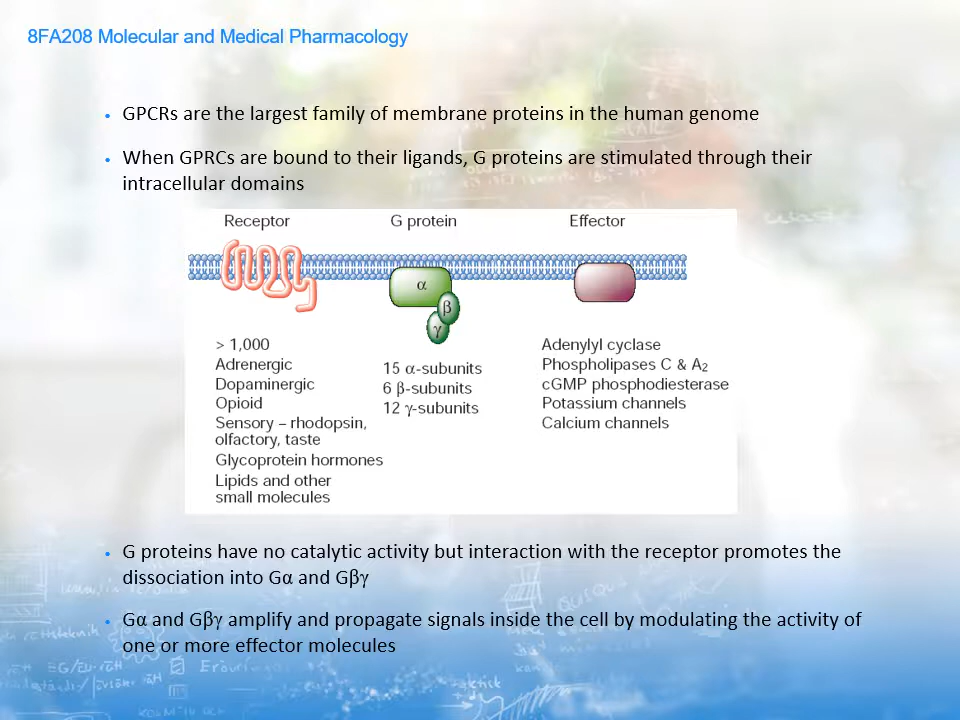 8FA208 Molecular and Medical Pharmacology
• GPCRs are the largest family of membrane proteins in the human genome
• When GPRCs are bound to their ligands, G proteins are stimulated through their
intracellular domains
Receptor G protein Effector
α
β
γ
> 1,000
Adrenergic
Dopaminergic
Opioid
Sensory – rhodopsin,
olfactory, taste
Glycoprotein hormones
Lipids and other
small molecules
15 α-subunits
6 β-subunits
12 γ-subunits
Adenylyl cyclase
Phospholipases C & A₂
cGMP phosphodiesterase
Potassium channels
Calcium channels
• G proteins have no catalytic activity but interaction with the receptor promotes the
dissociation into Gα and Gβγ
• Gα and Gβγ amplify and propagate signals inside the cell by modulating the activity of
one or more effector molecules